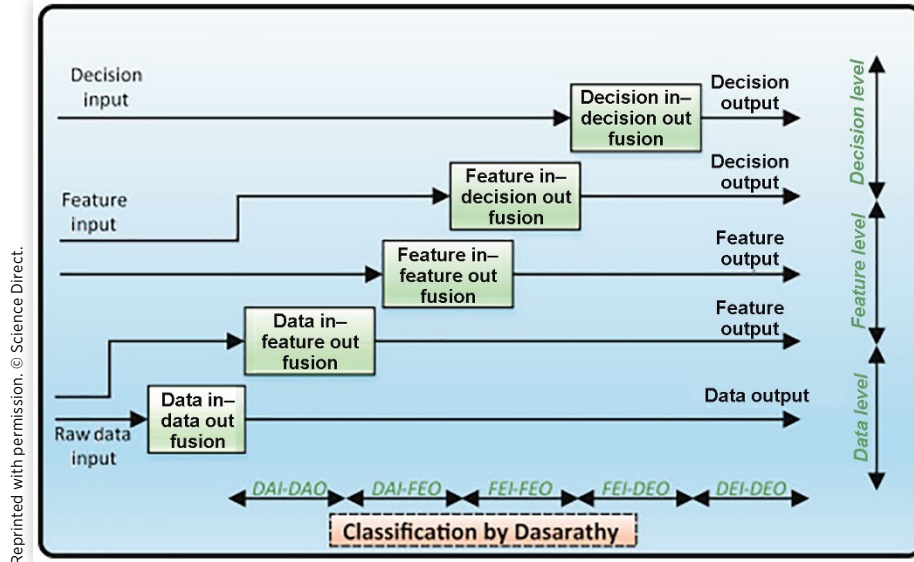 Decision
input
Decision in–
decision out
fusion
Decision
output
Decision level
Feature
input
Feature in–
decision out
fusion
Decision
output
Feature in–
feature out
fusion
Feature
output
Feature level
Data in–
feature out
fusion
Feature
output
Raw data
input
Data in–
data out
fusion
Data output
Data level
DAI-DAO
DAI-FEO
FEI-FEO
FEI-DEO
DEI-DEO
Classification by Dasarathy
Reprinted with permission. © Science Direct.